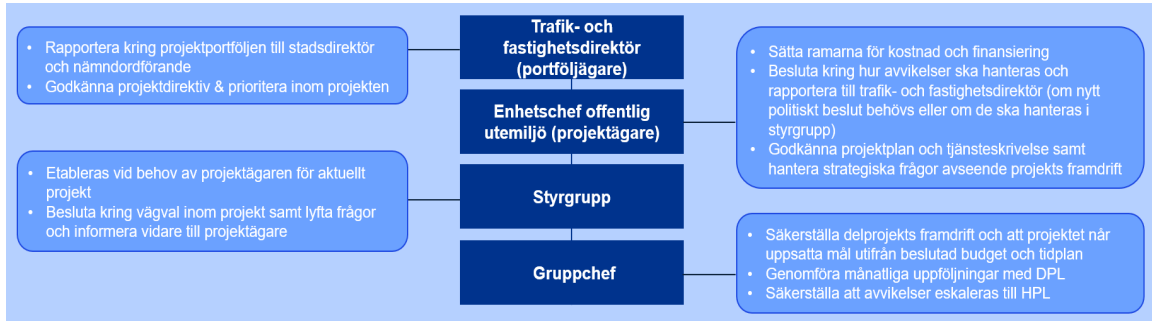 Trafik- och
fastighetsdirektör
(portföljägare)
• Rapportera kring projektportföljen till stadsdirektör
och nämndordförande
• Godkänna projektdirektiv & prioritera inom projekten
Enhetschef offentlig
utemiljö (projektägare)
• Sätta ramarna för kostnad och finansiering
• Besluta kring hur avvikelser ska hanteras och
rapportera till trafik- och fastighetsdirektör (om nytt
politiskt beslut behövs eller om de ska hanteras i
styrgrupp)
• Godkänna projektplan och tjänsteskrivelse samt
hantera strategiska frågor avseende projekts framdrift
Styrgrupp
• Etableras vid behov av projektägaren för aktuellt
projekt
• Besluta kring vägval inom projekt samt lyfta frågor
och informera vidare till projektägare
Gruppchef
• Säkerställa delprojekts framdrift och att projektet når
uppsatta mål utifrån beslutad budget och tidplan
• Genomföra månatliga uppföljningar med DPL
• Säkerställa att avvikelser eskaleras till HPL